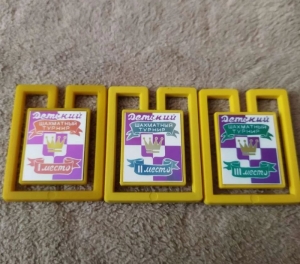 Детский
ШАХМАТНЫЙ
ТУРНИР
I место
Детский
ШАХМАТНЫЙ
ТУРНИР
II место
Детский
ШАХМАТНЫЙ
ТУРНИР
III место